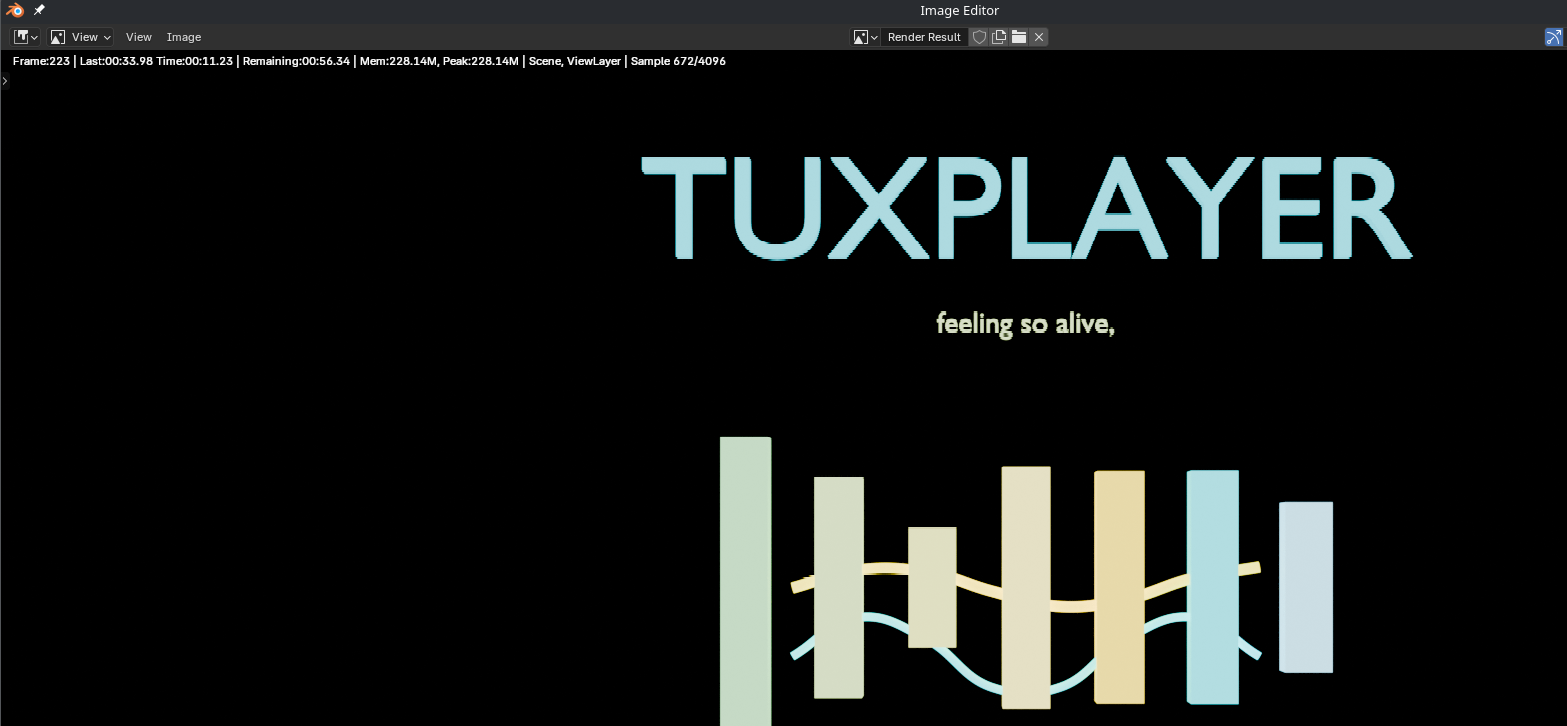 Image Editor
View View Image Render Result
Frame:223 | Last:00:33.98 Time:00:11.23 | Remaining:00:56.34 | Mem:228.14M, Peak:228.14M | Scene, ViewLayer | Sample 672/4096
TUXPLAYER
feeling so alive,